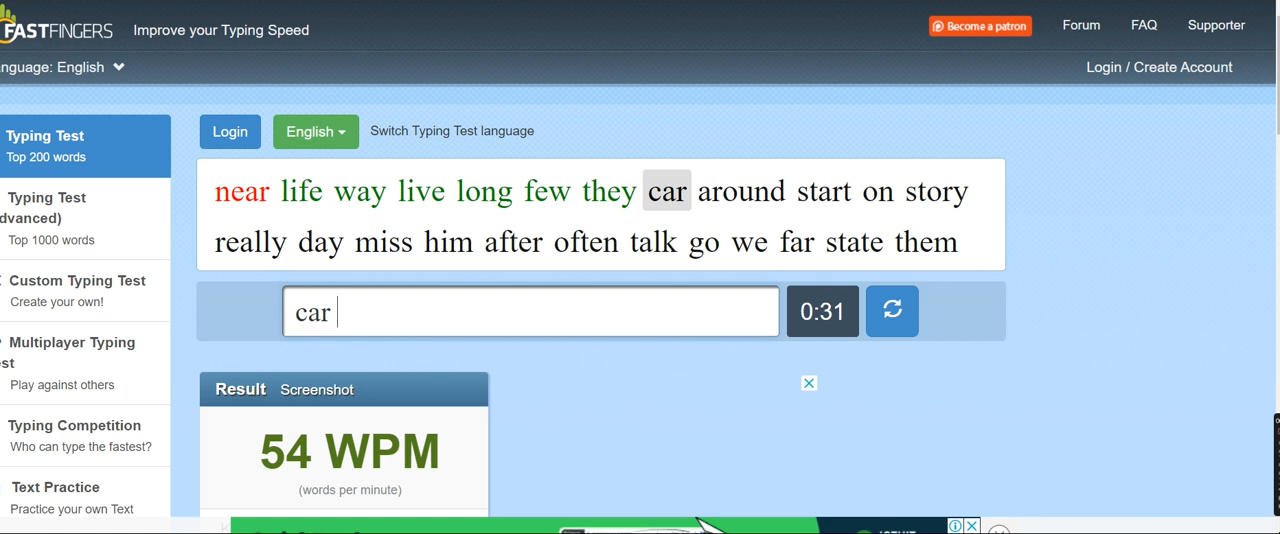 FASTFINGERS Improve your Typing Speed Become a patron Forum FAQ Supporter
nguage: English Login / Create Account
Typing Test
Top 200 words
Login English Switch Typing Test language
near life way live long few they car around start on story
really day miss him after often talk go we far state them
Typing Test
dvanced)
Top 1000 words
Custom Typing Test
Create your own!
car 0:31
Multiplayer Typing
est
Play against others
Result Screenshot
Typing Competition
Who can type the fastest?
54 WPM
(words per minute)
Text Practice
Practice your own Text